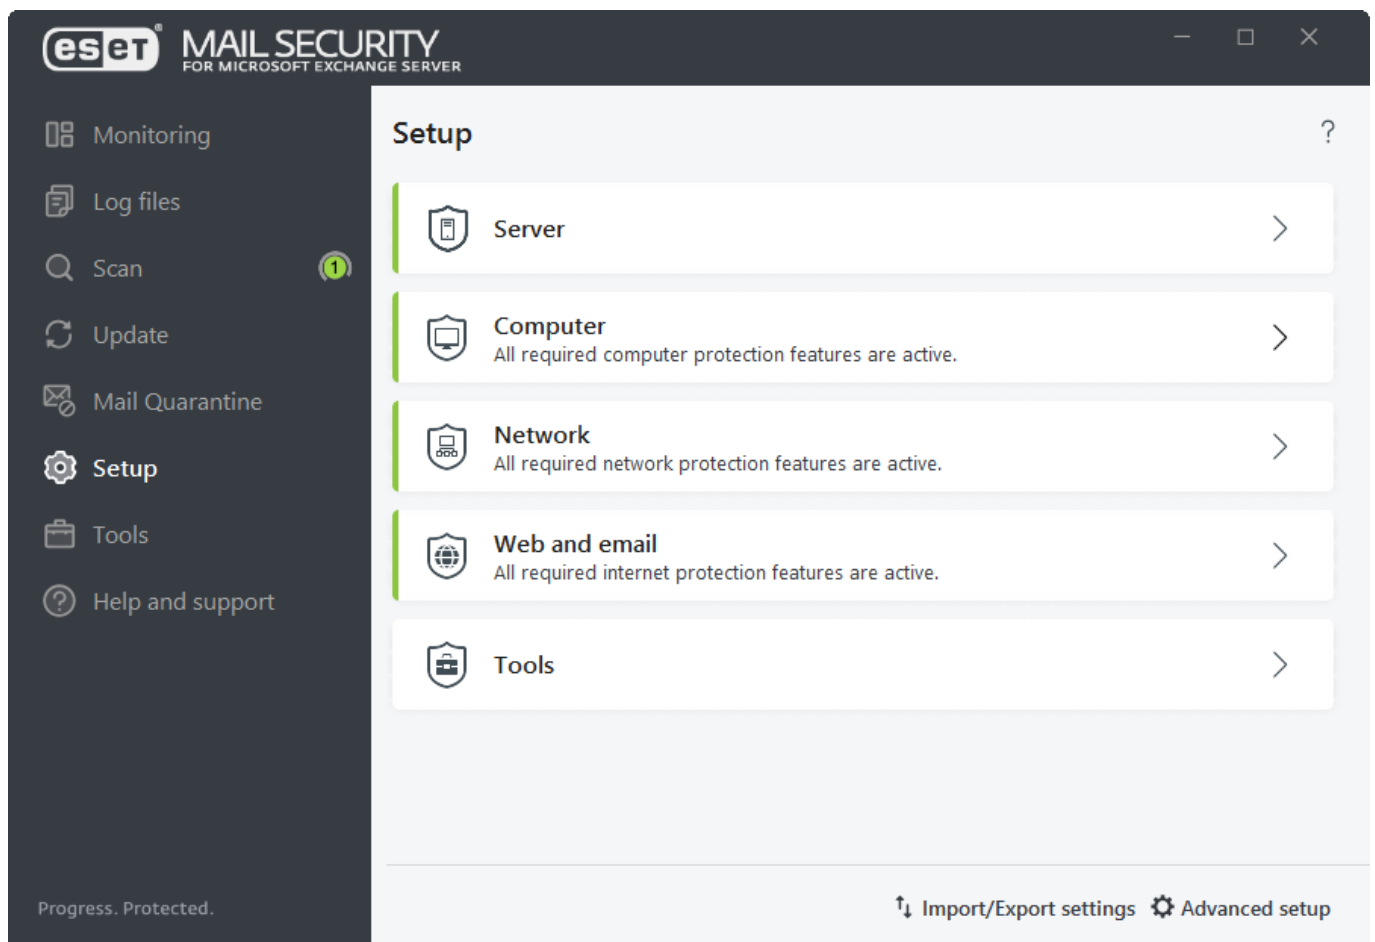 eset® MAIL SECURITY
FOR MICROSOFT EXCHANGE SERVER
Monitoring
Log files
Scan
1
Update
Mail Quarantine
Setup
Tools
Help and support
Progress. Protected.
Setup
?
Server
Computer
All required computer protection features are active.
Network
All required network protection features are active.
Web and email
All required internet protection features are active.
Tools
Import/Export settings
Advanced setup